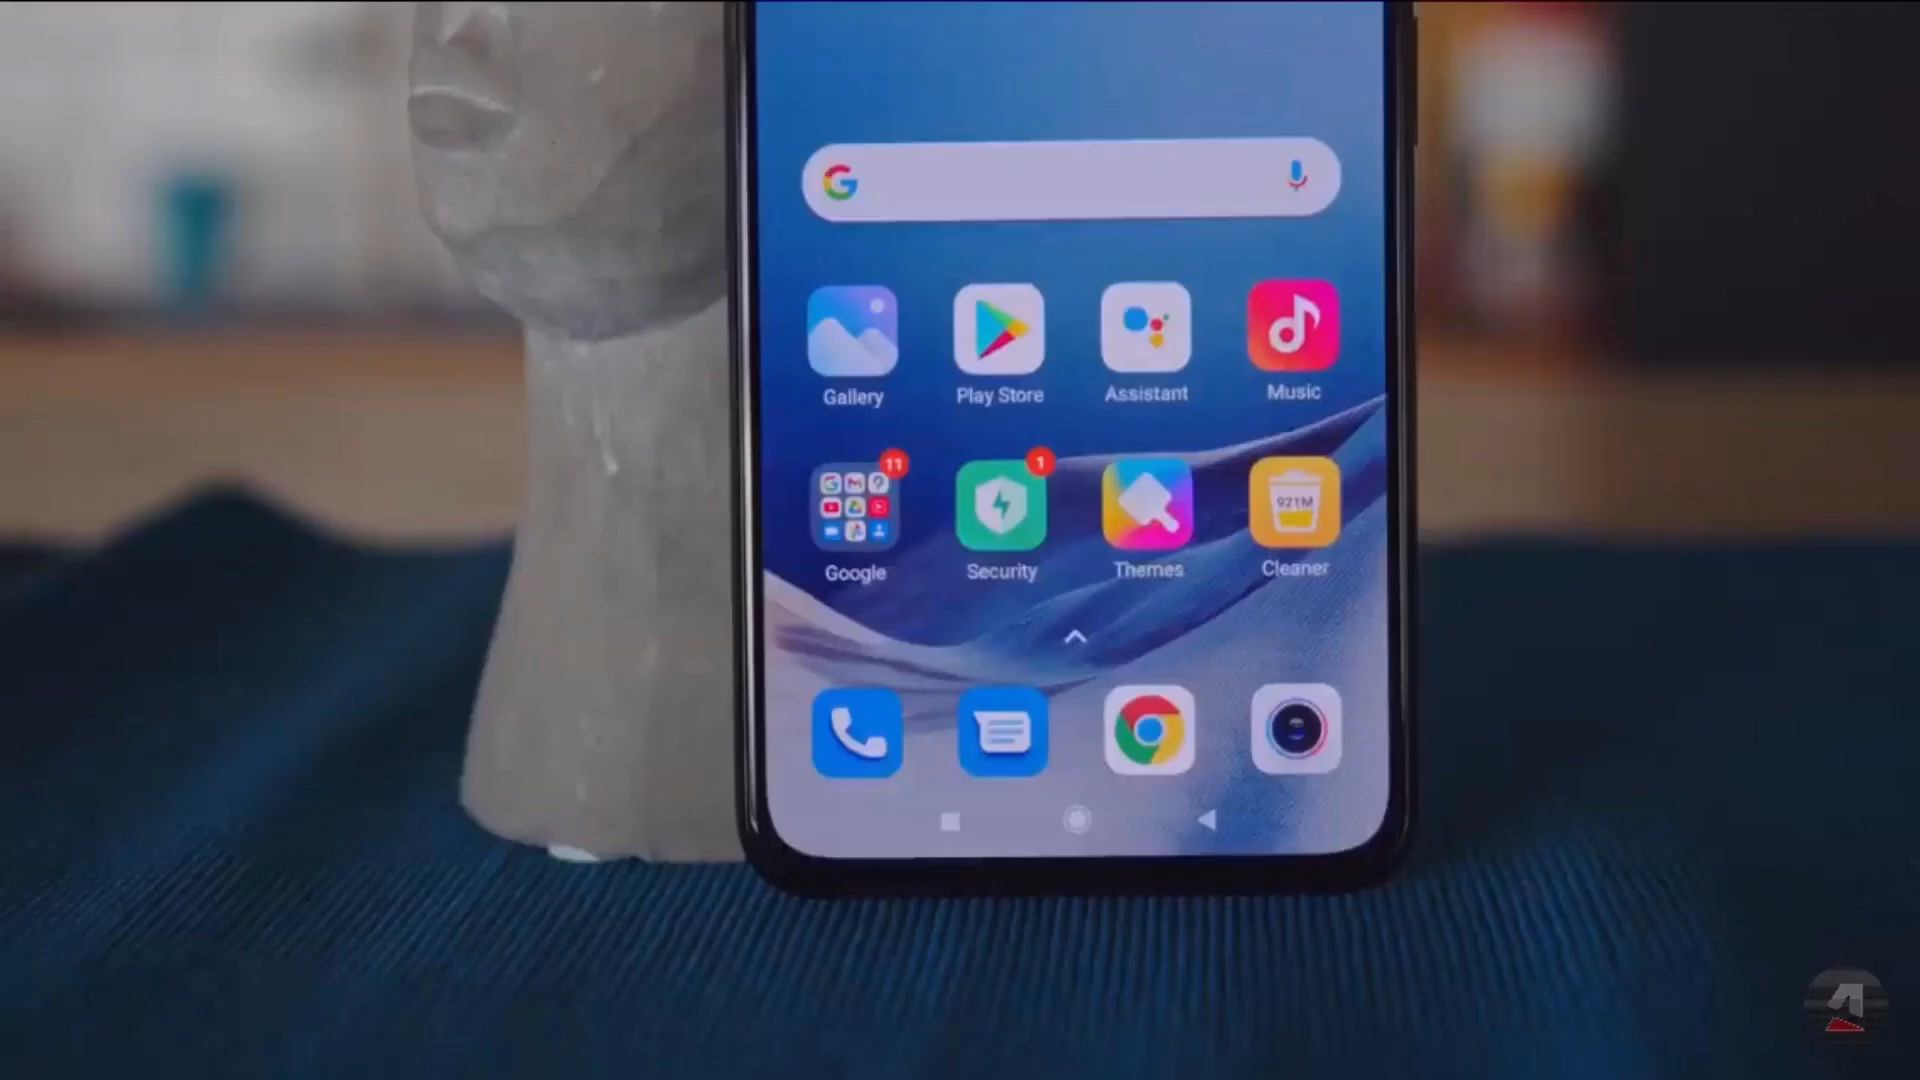 Gallery
Play Store
Assistant
Music
11
1
921M
Google
Security
Themes
Cleaner